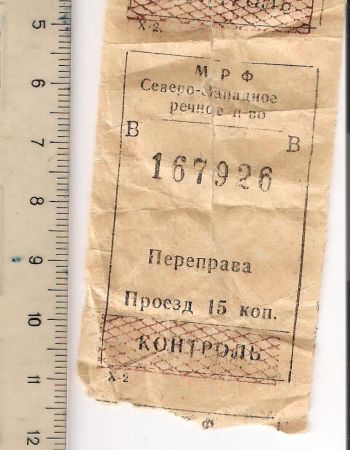 Х-2.
М Р Ф
Северо-Западное
речное п-во
В В
167926
Переправа
Проезд 15 коп.
КОНТРОЛЬ
Х-2
Ф
5
6
7
8
9
10
11
12